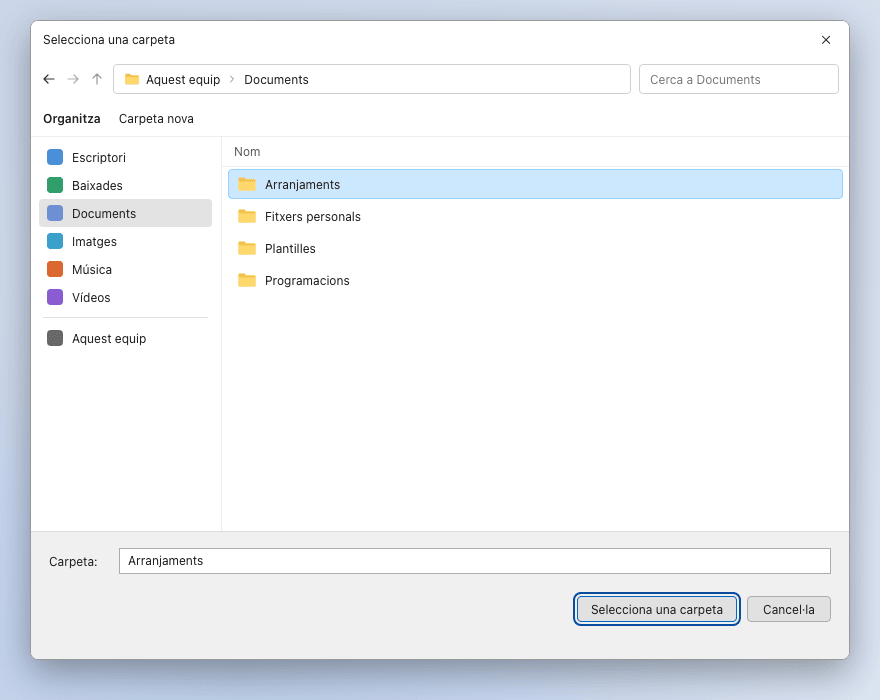 Selecciona una carpeta
Aquest equip Documents
Cerca a Documents
Organitza Carpeta nova
Escriptori
Baixades
Documents
Imatges
Música
Vídeos
Aquest equip
Nom
Arranjaments
Fitxers personals
Plantilles
Programacions
Carpeta: Arranjaments
Selecciona una carpeta Cancel·la